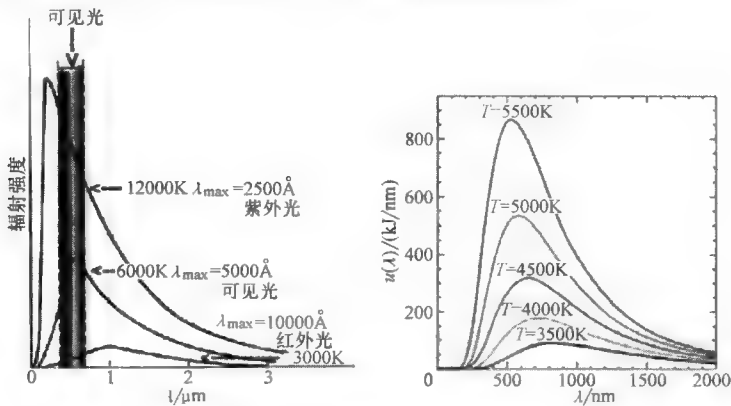 可见光
辐射强度
12000K λmax=2500Å
紫外光
6000K λmax=5000Å
可见光
λmax=10000Å
红外光
3000K
0
1
2
3
l/μm
u(λ)/(kJ/nm)
800
600
400
200
0
T=5500K
T=5000K
T=4500K
T=4000K
T=3500K
500
1000
1500
2000
λ/nm